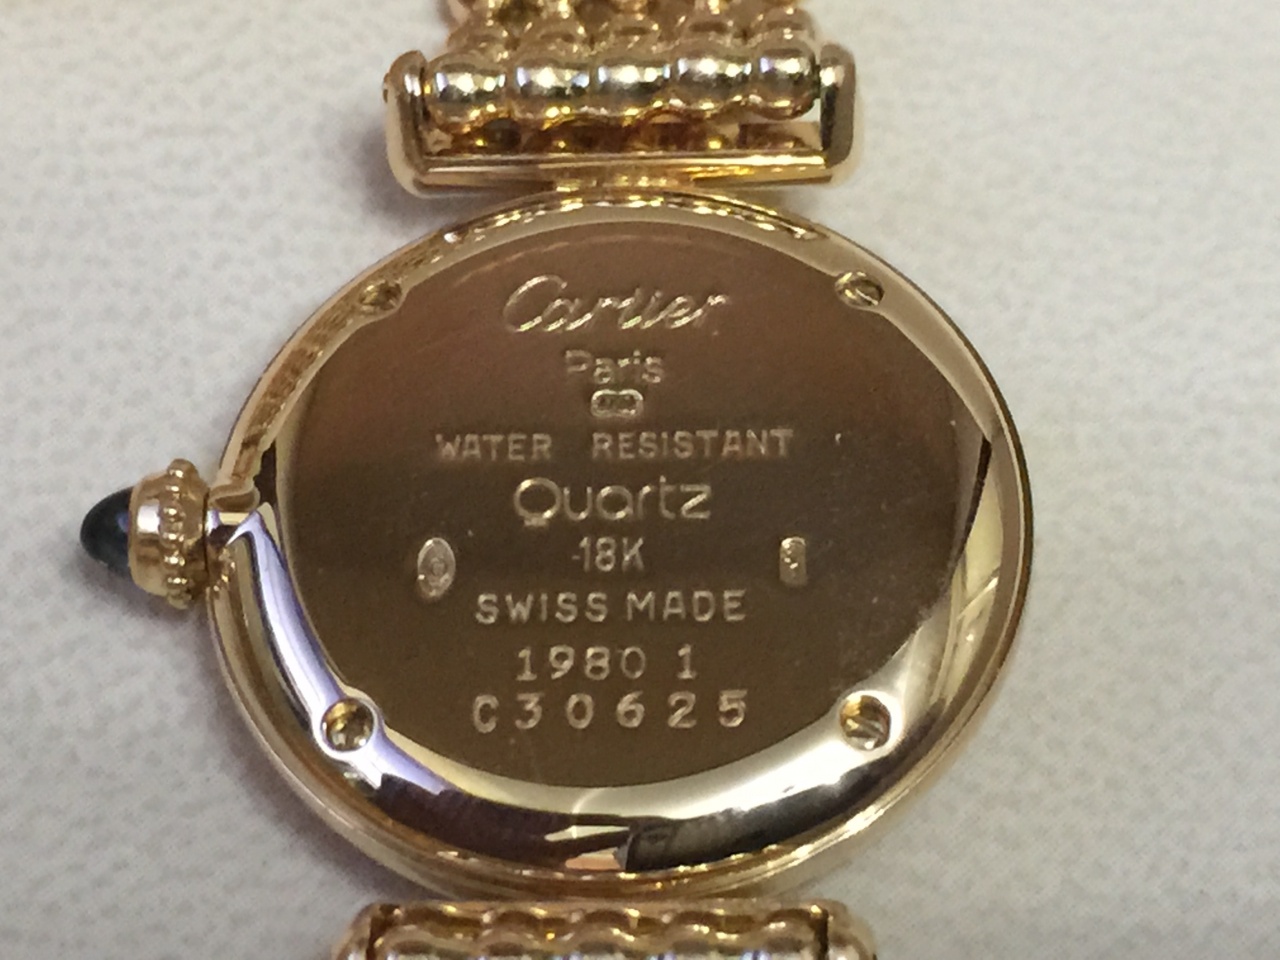 Cartier
Paris
WATER RESISTANT
Quartz
18K
SWISS MADE
1980 1
C30625